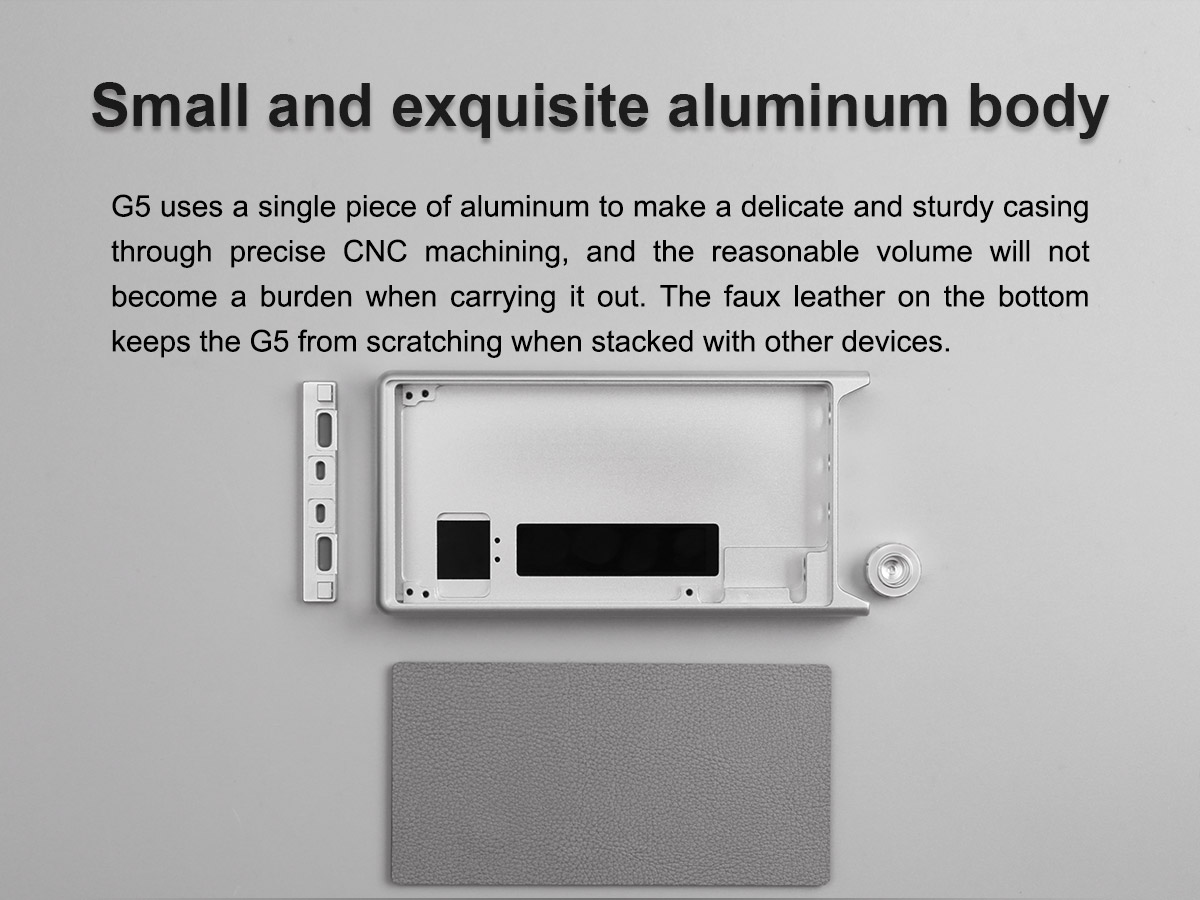 Small and exquisite aluminum body
G5 uses a single piece of aluminum to make a delicate and sturdy casing
through precise CNC machining, and the reasonable volume will not
become a burden when carrying it out. The faux leather on the bottom
keeps the G5 from scratching when stacked with other devices.